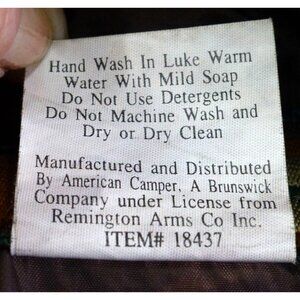 Hand Wash In Luke Warm
Water With Mild Soap
Do Not Use Detergents
Do Not Machine Wash and
Dry or Dry Clean
Manufactured and Distributed
By American Camper, A Brunswick
Company under License from
Remington Arms Co Inc.
ITEM# 18437